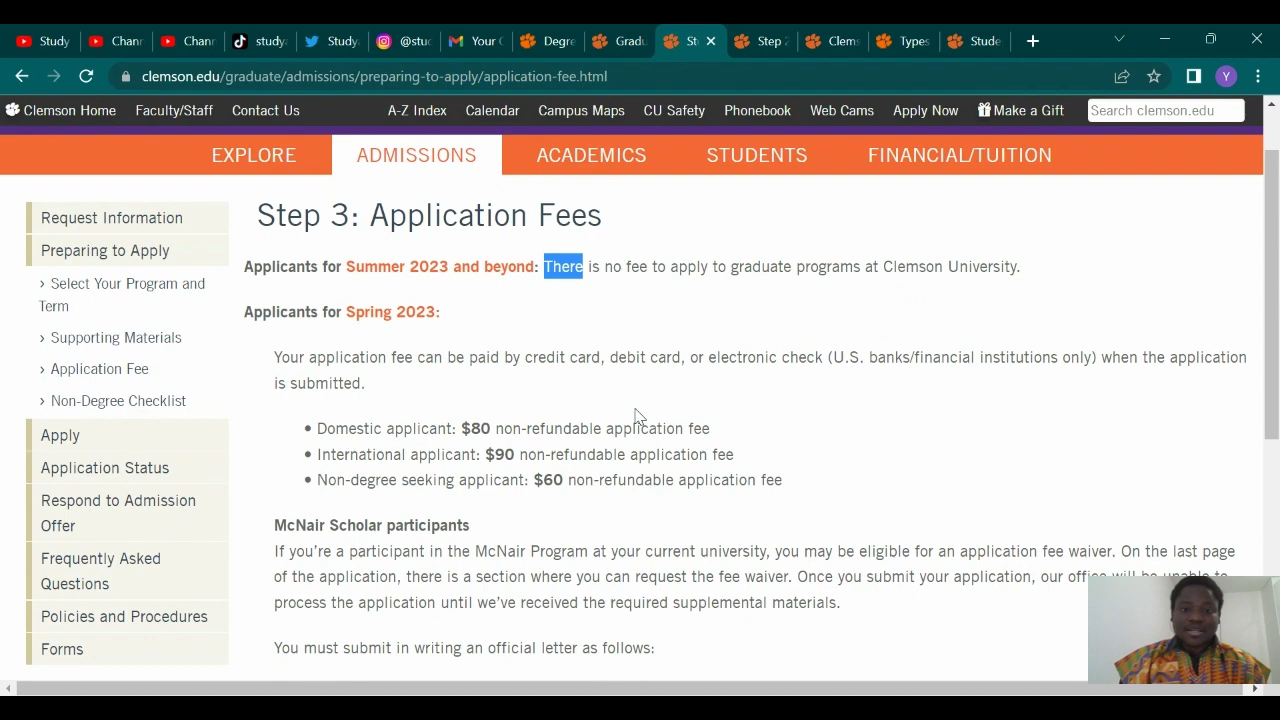 Study
Chann
Chann
study
Study
@stud
Your C
Degre
Gradu
St
Step 2
Clems
Types
Stude
clemson.edu/graduate/admissions/preparing-to-apply/application-fee.html
Y
Clemson Home Faculty/Staff Contact Us A-Z Index Calendar Campus Maps CU Safety Phonebook Web Cams Apply Now Make a Gift Search clemson.edu
EXPLORE ADMISSIONS ACADEMICS STUDENTS FINANCIAL/TUITION
Request Information
Preparing to Apply
› Select Your Program and
Term
› Supporting Materials
› Application Fee
› Non-Degree Checklist
Apply
Application Status
Respond to Admission
Offer
Frequently Asked
Questions
Policies and Procedures
Forms
Step 3: Application Fees
Applicants for Summer 2023 and beyond: There is no fee to apply to graduate programs at Clemson University.
Applicants for Spring 2023:
Your application fee can be paid by credit card, debit card, or electronic check (U.S. banks/financial institutions only) when the application
is submitted.
• Domestic applicant: $80 non-refundable application fee
• International applicant: $90 non-refundable application fee
• Non-degree seeking applicant: $60 non-refundable application fee
McNair Scholar participants
If you're a participant in the McNair Program at your current university, you may be eligible for an application fee waiver. On the last page
of the application, there is a section where you can request the fee waiver. Once you submit your application, our office will be unable to
process the application until we've received the required supplemental materials.
You must submit in writing an official letter as follows: